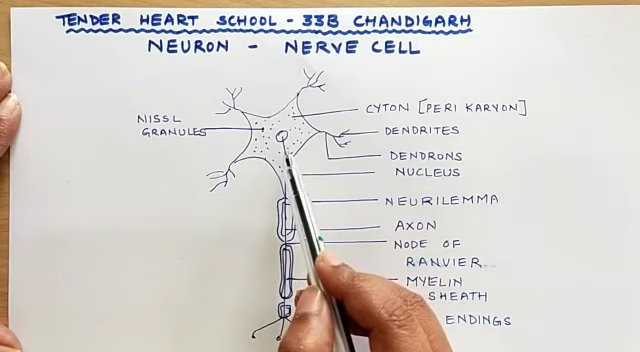 TENDER HEART SCHOOL - 33B CHANDIGARH
NEURON - NERVE CELL
NISSL
GRANULES
CYTON [PERI KARYON]
DENDRITES
DENDRONS
NUCLEUS
NEURILEMMA
AXON
NODE OF
RANVIER
MYELIN
SHEATH
ENDINGS